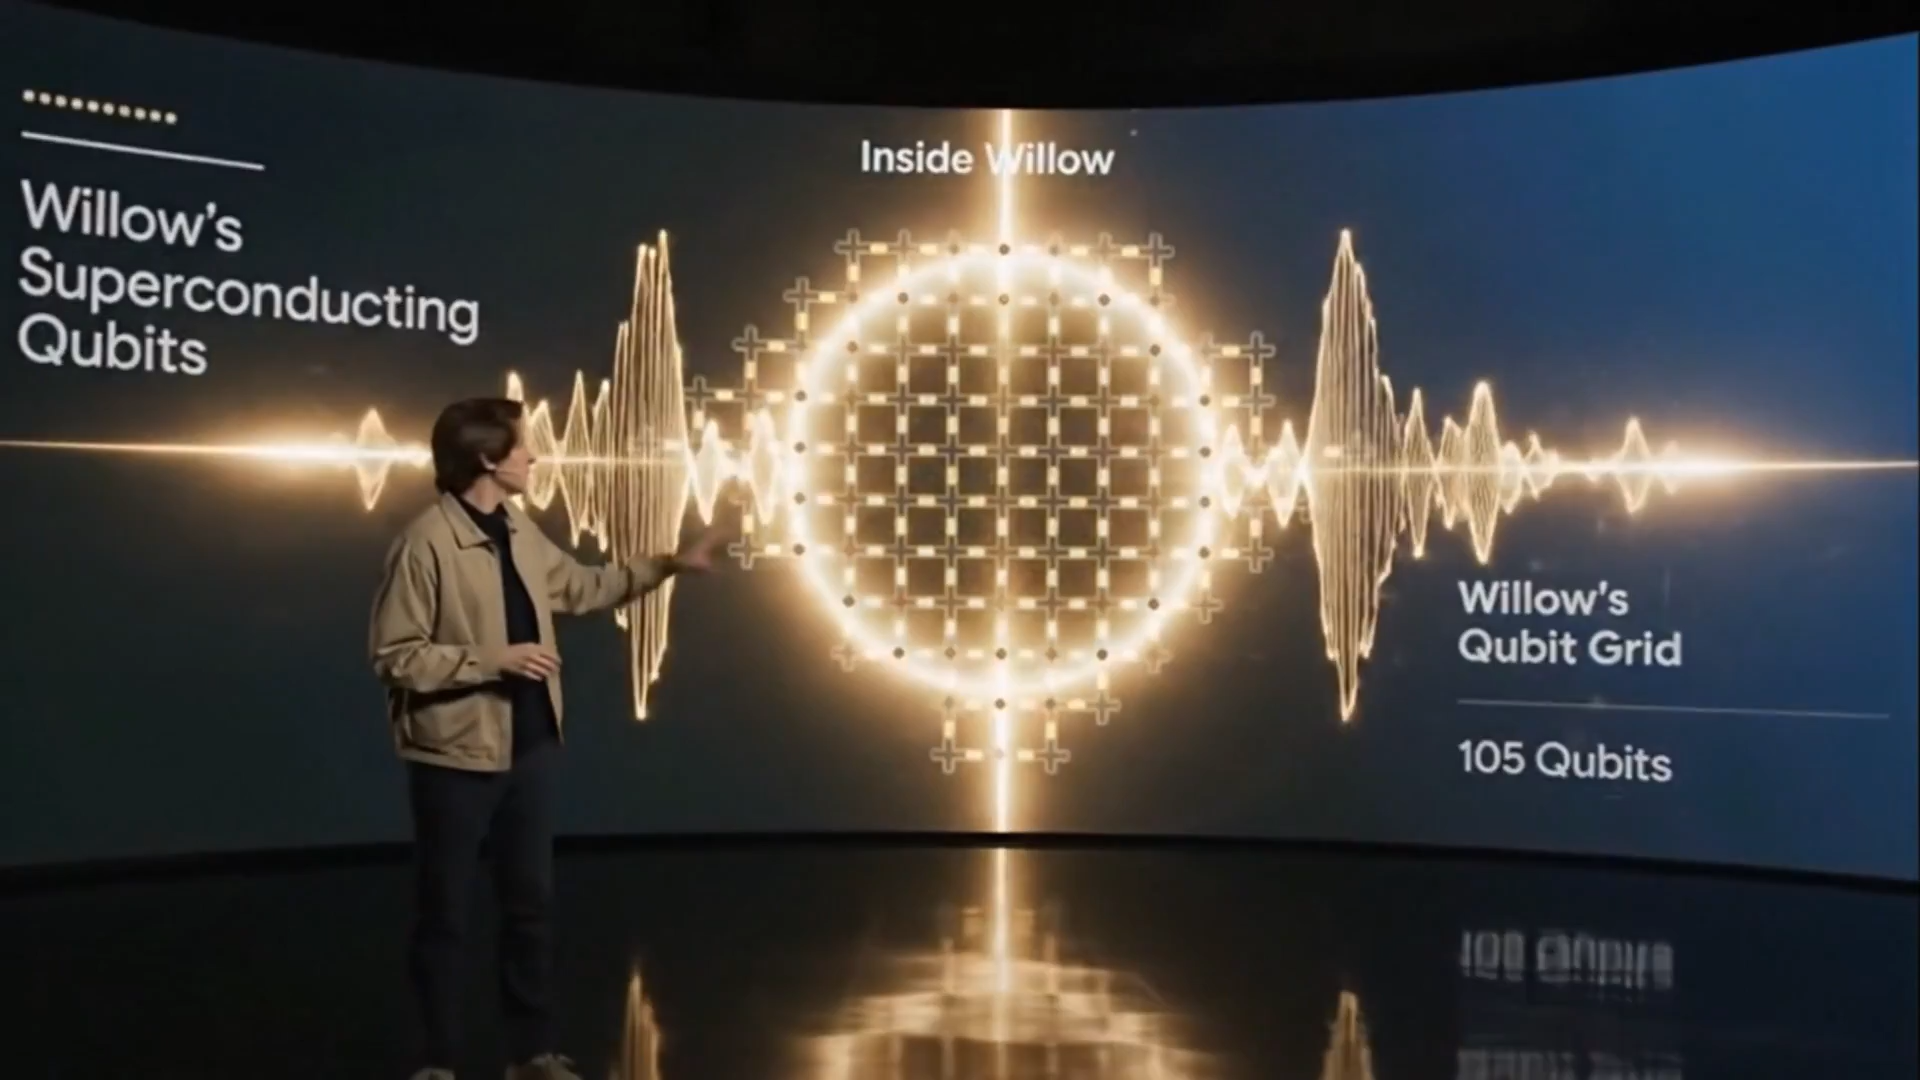 Willow's
Superconducting
Qubits
Inside Willow
Willow's
Qubit Grid
105 Qubits